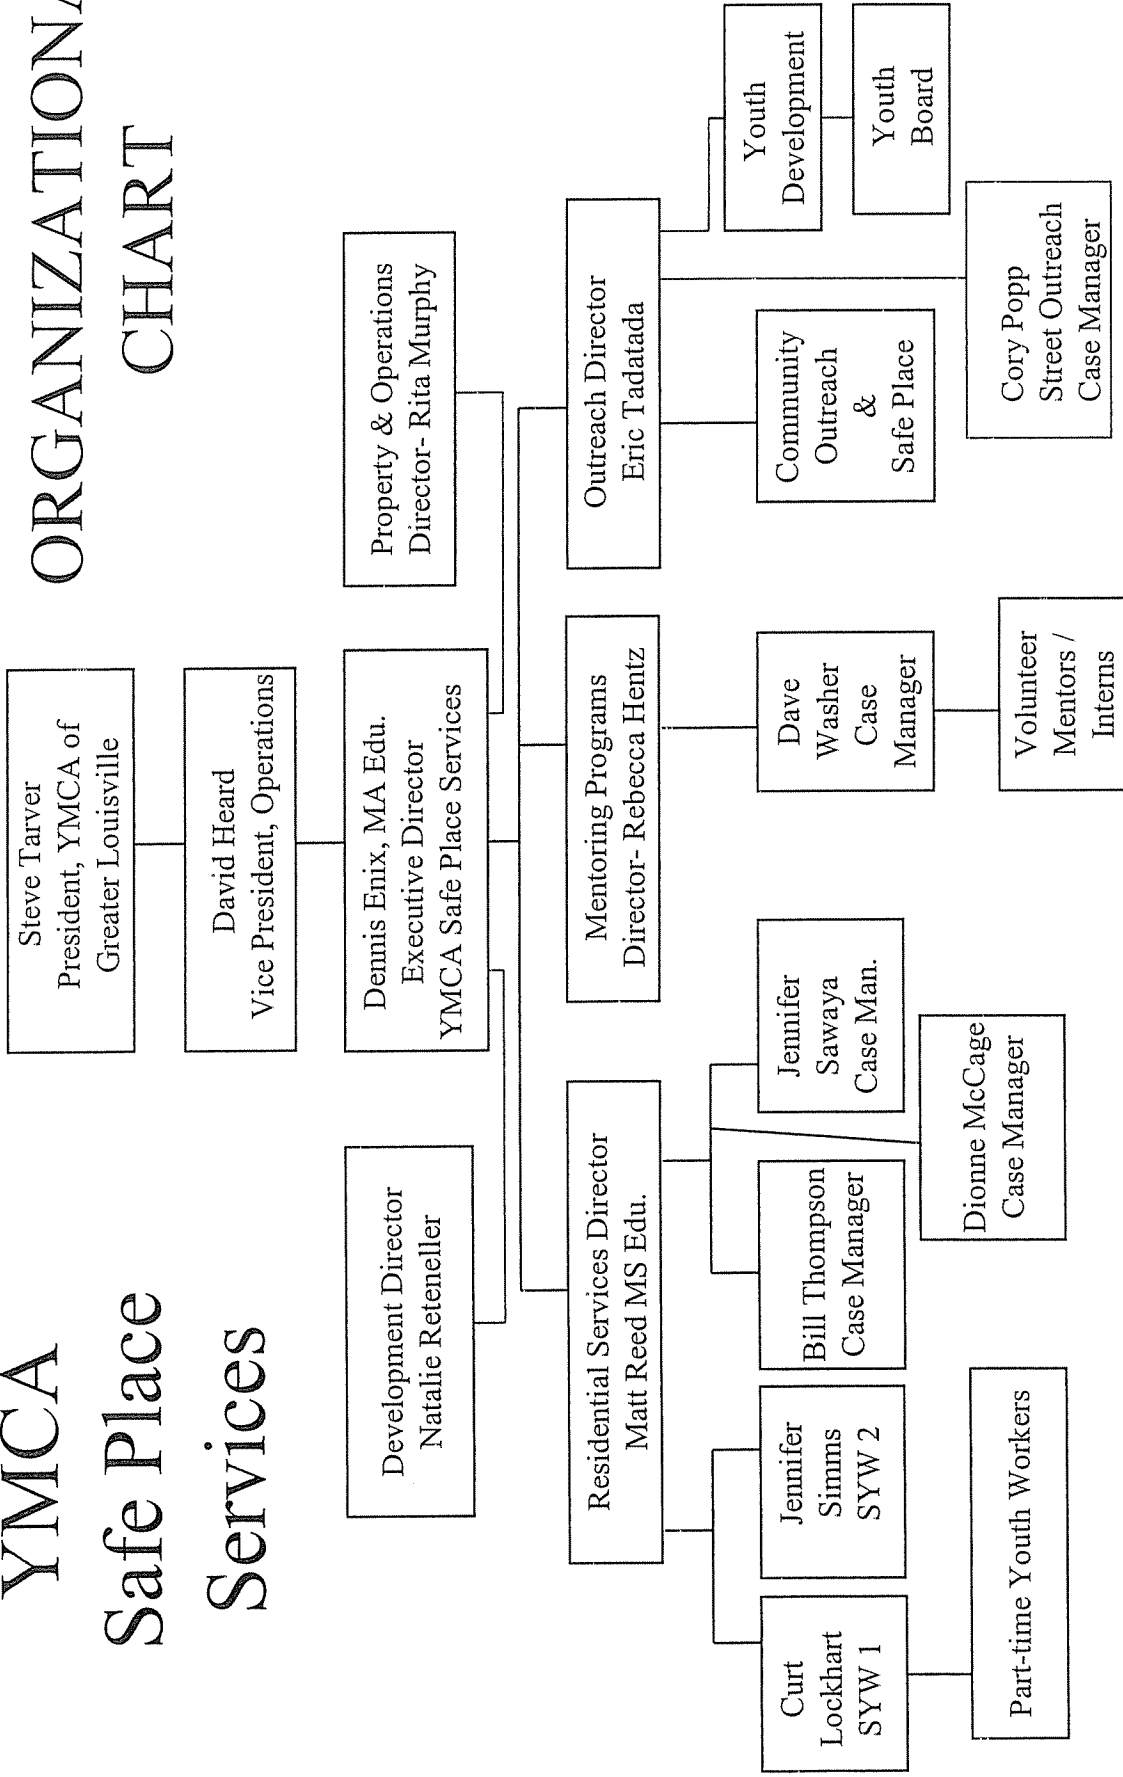 YMCA
Safe Place
Services
ORGANIZATIONA
CHART
Steve Tarver
President, YMCA of
Greater Louisville
David Heard
Vice President, Operations
Dennis Enix, MA Edu.
Executive Director
YMCA Safe Place Services
Development Director
Natalie Reteneller
Property & Operations
Director- Rita Murphy
Residential Services Director
Matt Reed MS Edu.
Mentoring Programs
Director- Rebecca Hentz
Outreach Director
Eric Tadatada
Curt
Lockhart
SYW 1
Jennifer
Simms
SYW 2
Bill Thompson
Case Manager
Jennifer
Sawaya
Case Man.
Dionne McCage
Case Manager
Part-time Youth Workers
Dave
Washer
Case
Manager
Volunteer
Mentors /
Interns
Community
Outreach
&
Safe Place
Cory Popp
Street Outreach
Case Manager
Youth
Development
Youth
Board